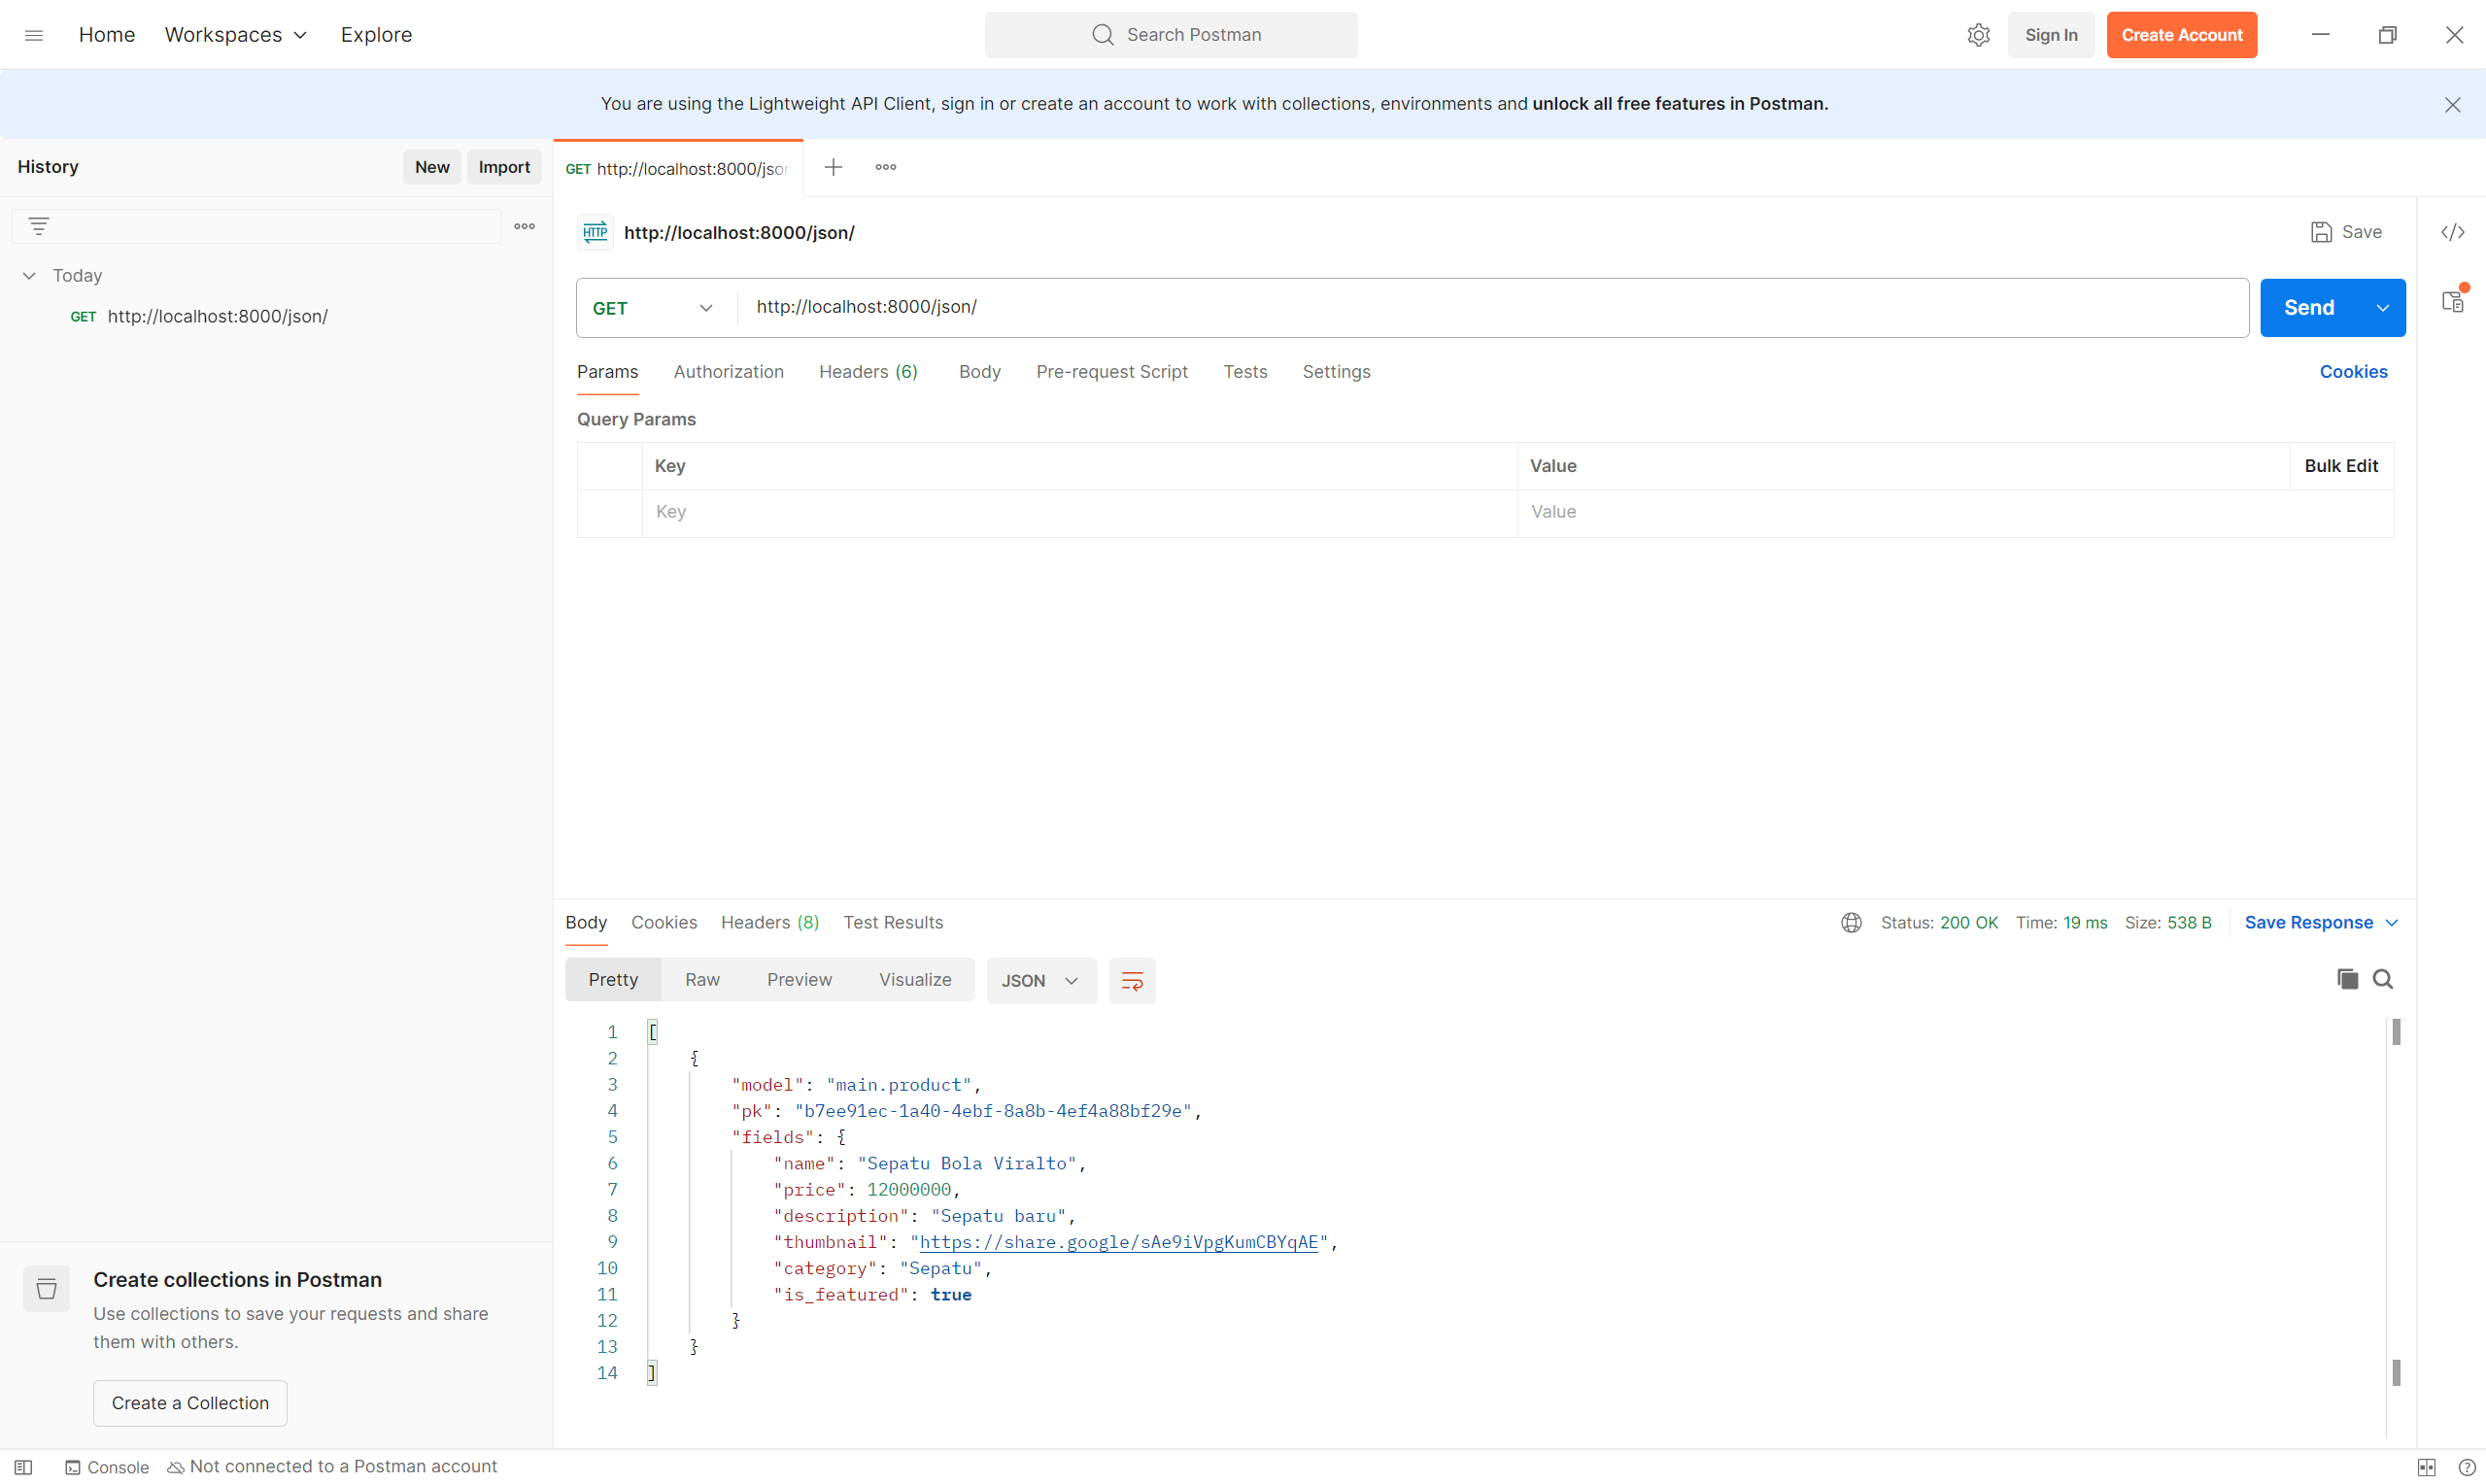 Home Workspaces Explore Search Postman Sign In Create Account
You are using the Lightweight API Client, sign in or create an account to work with collections, environments and unlock all free features in Postman.
History New Import
GET http://localhost:8000/jsor
Today
GET http://localhost:8000/json/
HTTP http://localhost:8000/json/ Save
GET http://localhost:8000/json/ Send
Params Authorization Headers (6) Body Pre-request Script Tests Settings Cookies
Query Params
Key Value Bulk Edit
Key Value
Body Cookies Headers (8) Test Results Status: 200 OK Time: 19 ms Size: 538 B Save Response
Pretty Raw Preview Visualize JSON
1 [
2 {
3 "model": "main.product",
4 "pk": "b7ee91ec-1a40-4ebf-8a8b-4ef4a88bf29e",
5 "fields": {
6 "name": "Sepatu Bola Viralto",
7 "price": 12000000,
8 "description": "Sepatu baru",
9 "thumbnail": "https://share.google/sAe9iVpgKumCBYqAE",
10 "category": "Sepatu",
11 "is_featured": true
12 }
13 }
14 ]
Create collections in Postman
Use collections to save your requests and share
them with others.
Create a Collection
Console Not connected to a Postman account